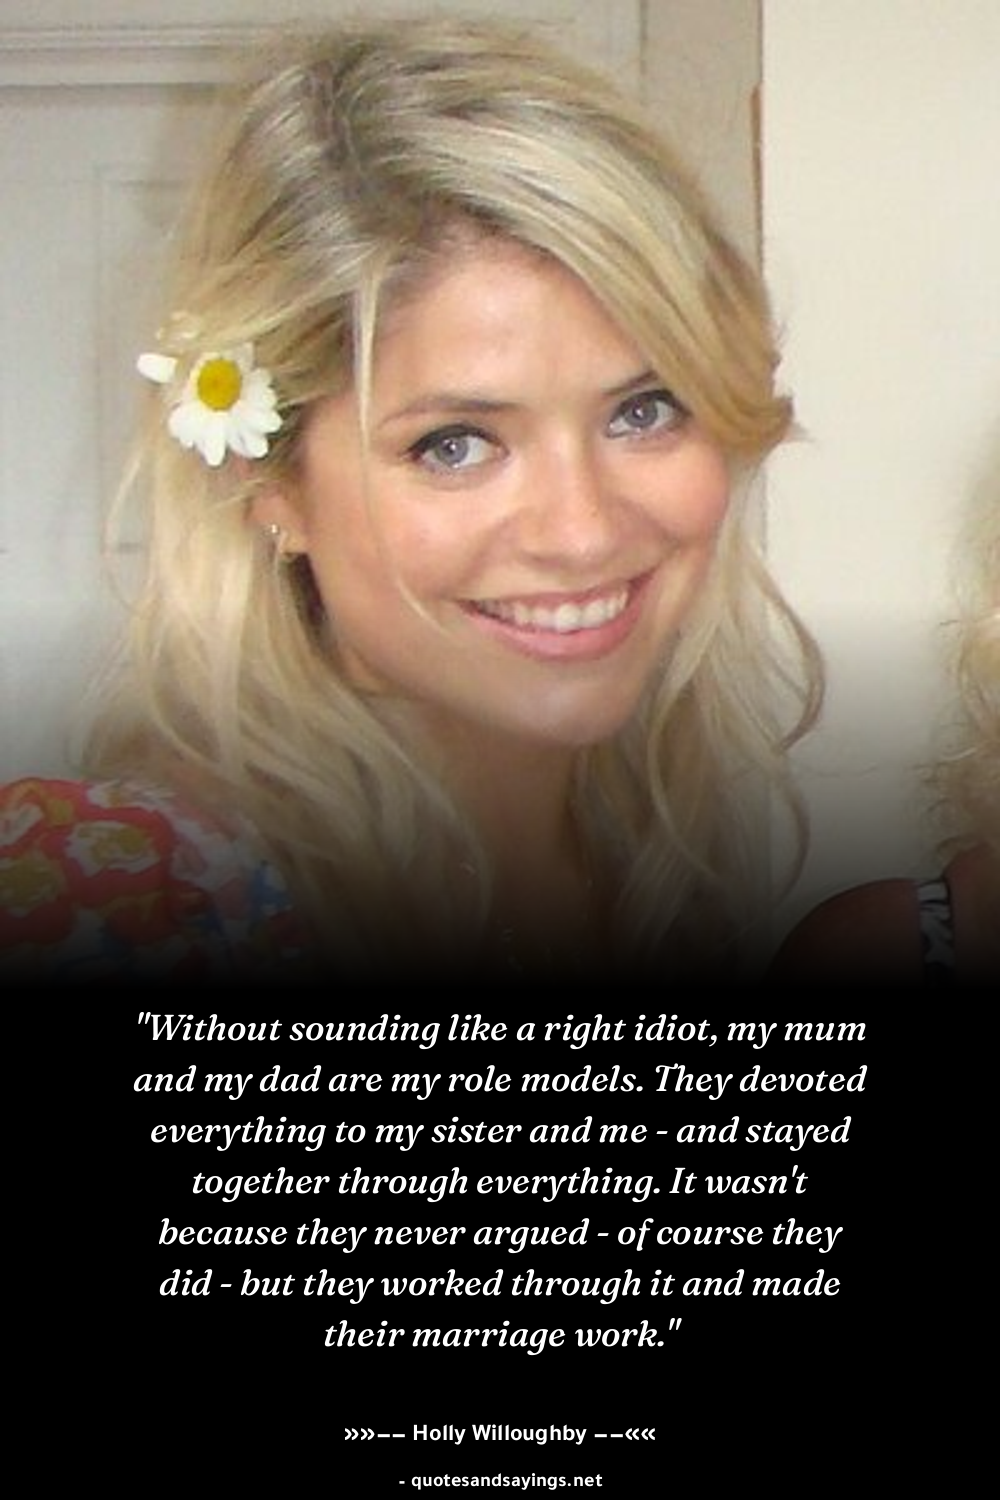 "Without sounding like a right idiot, my mum
and my dad are my role models. They devoted
everything to my sister and me - and stayed
together through everything. It wasn't
because they never argued - of course they
did - but they worked through it and made
their marriage work."
»»−− Holly Willoughby −−««
- quotesandsayings.net